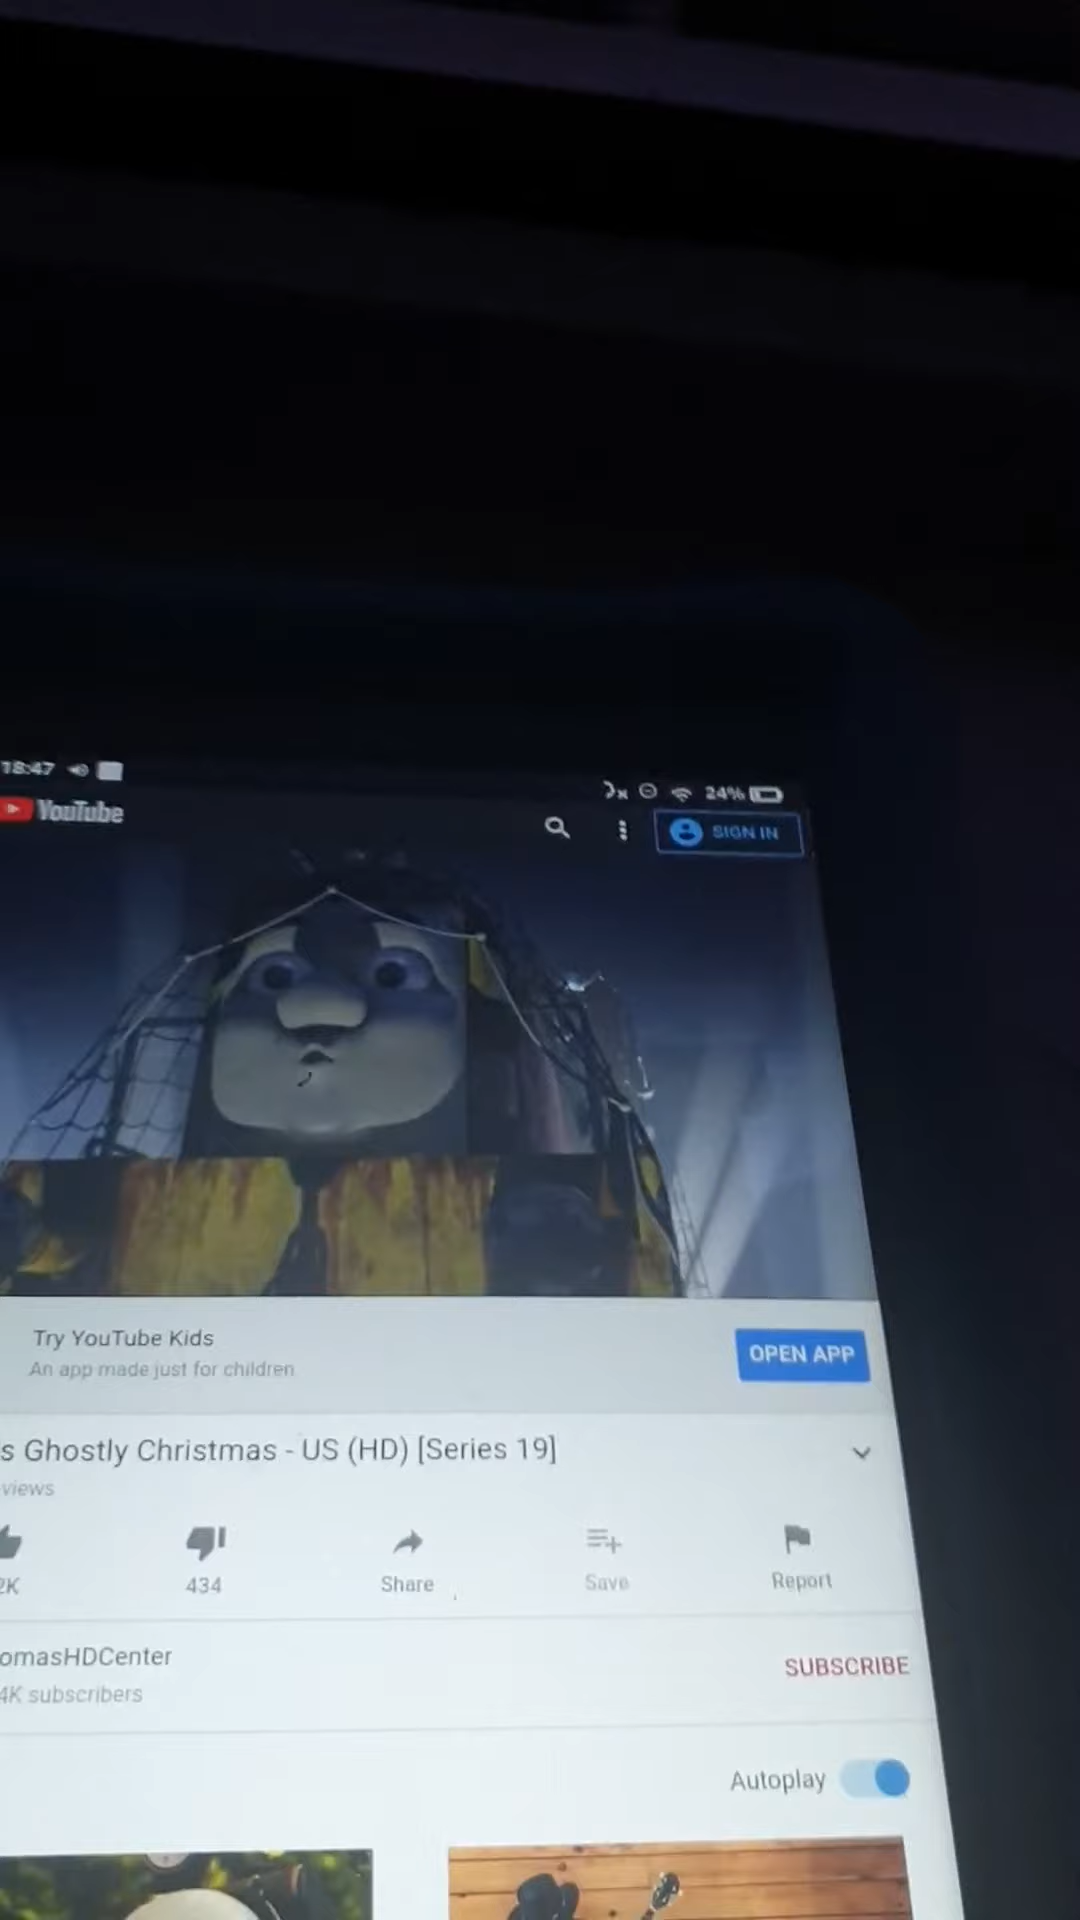 18:47
24%
YouTube
SIGN IN
Try YouTube Kids
An app made just for children
OPEN APP
s Ghostly Christmas - US (HD) [Series 19]
views
2K
434
Share
Save
Report
omasHDCenter
4K subscribers
SUBSCRIBE
Autoplay